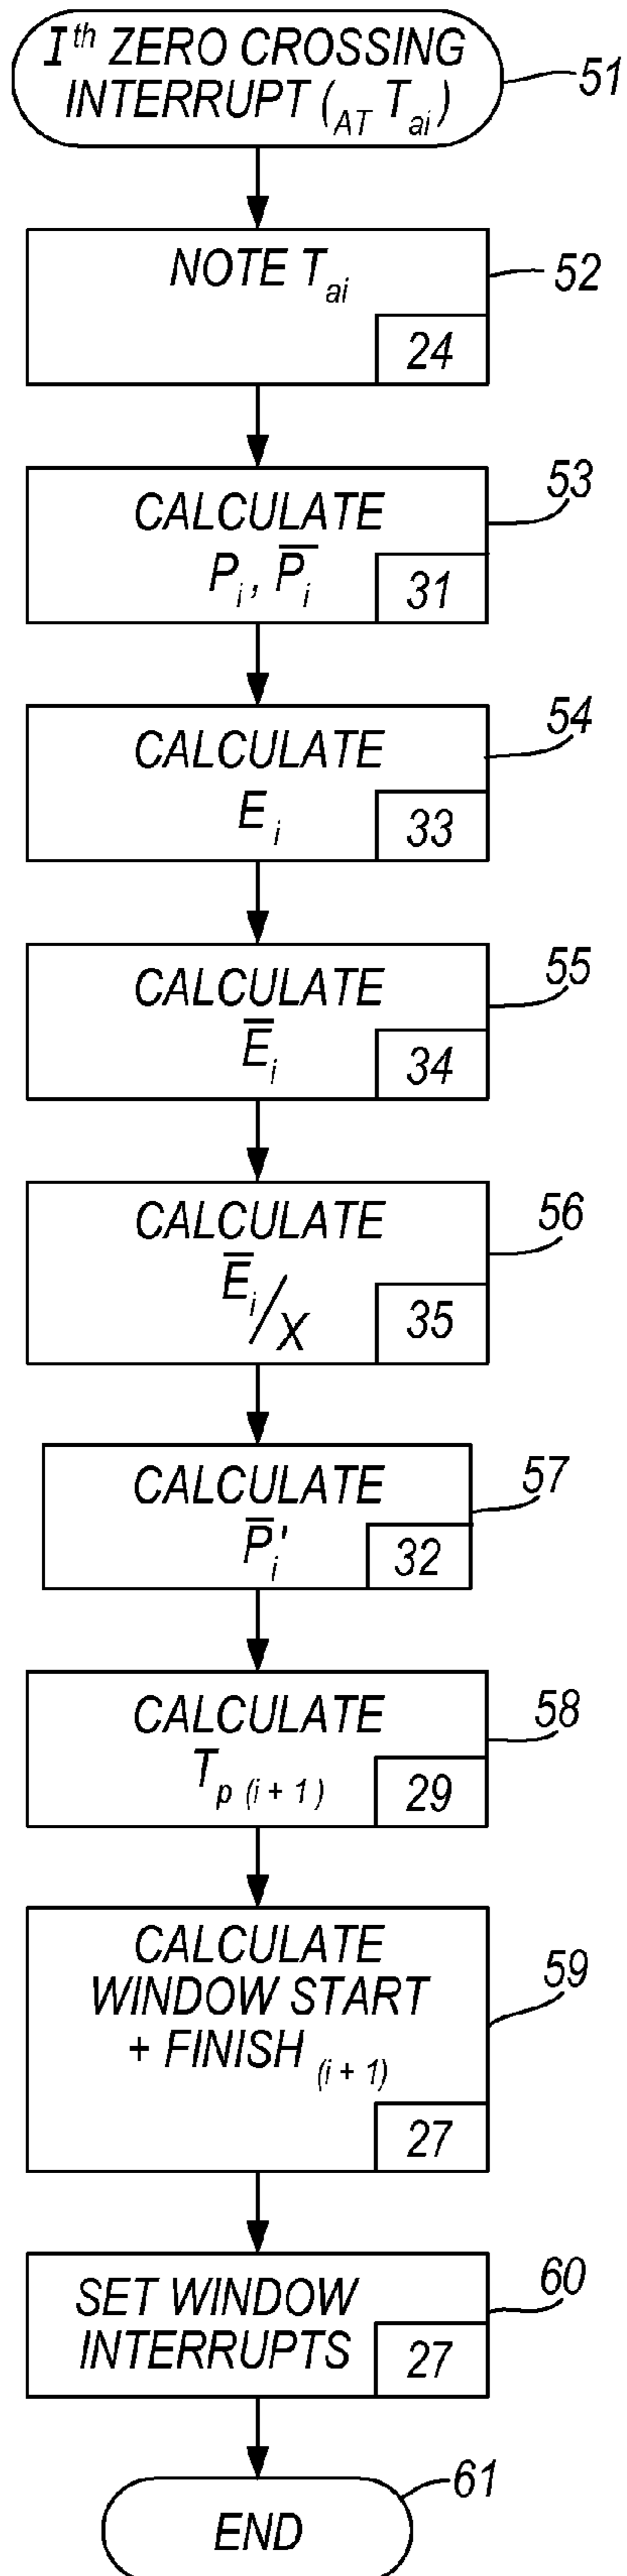 Iᵗʰ ZERO CROSSING
INTERRUPT (AT Tai)
51
NOTE Tai
52
24
53
CALCULATE
Pi, P̅i
31
54
CALCULATE
Ei
33
55
CALCULATE
E̅i
34
56
CALCULATE
E̅i/X
35
57
CALCULATE
P̅i'
32
58
CALCULATE
Tp (i + 1)
29
CALCULATE
WINDOW START
+ FINISH (i + 1)
59
27
60
SET WINDOW
INTERRUPTS
27
61
END